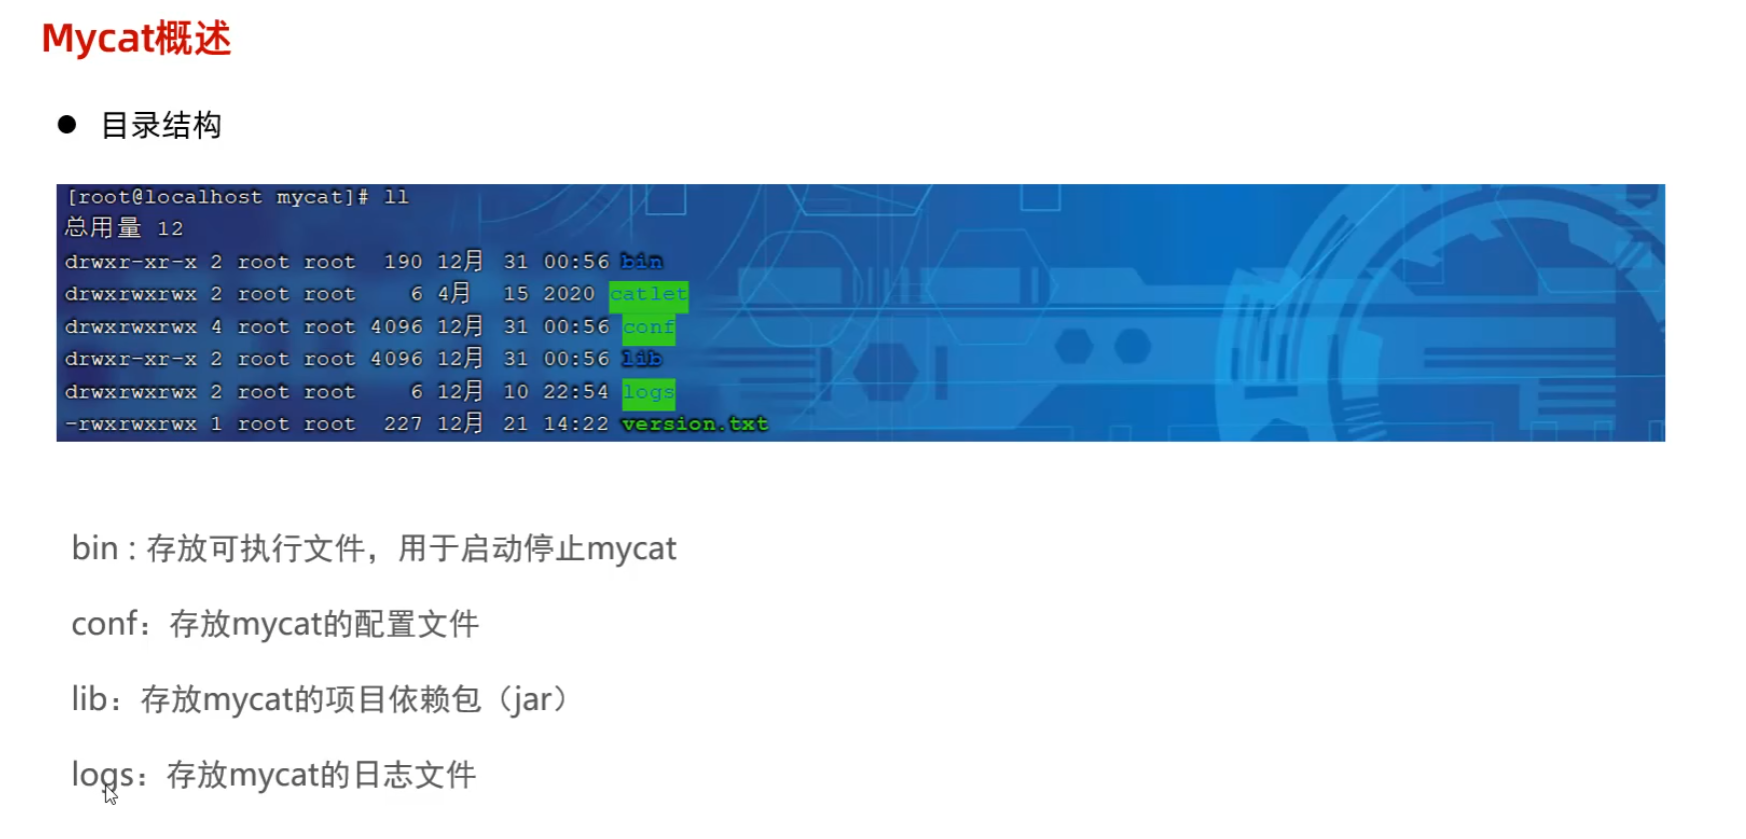 Mycat概述
● 目录结构
[root@localhost mycat]# ll
总用量 12
drwxr-xr-x 2 root root  190 12月 31 00:56 bin
drwxrwxrwx 2 root root    6 4月  15 2020 catlet
drwxrwxrwx 4 root root 4096 12月 31 00:56 conf
drwxr-xr-x 2 root root 4096 12月 31 00:56 lib
drwxrwxrwx 2 root root    6 12月 10 22:54 logs
-rwxrwxrwx 1 root root  227 12月 21 14:22 version.txt
bin : 存放可执行文件，用于启动停止mycat
conf：存放mycat的配置文件
lib：存放mycat的项目依赖包（jar）
logs：存放mycat的日志文件